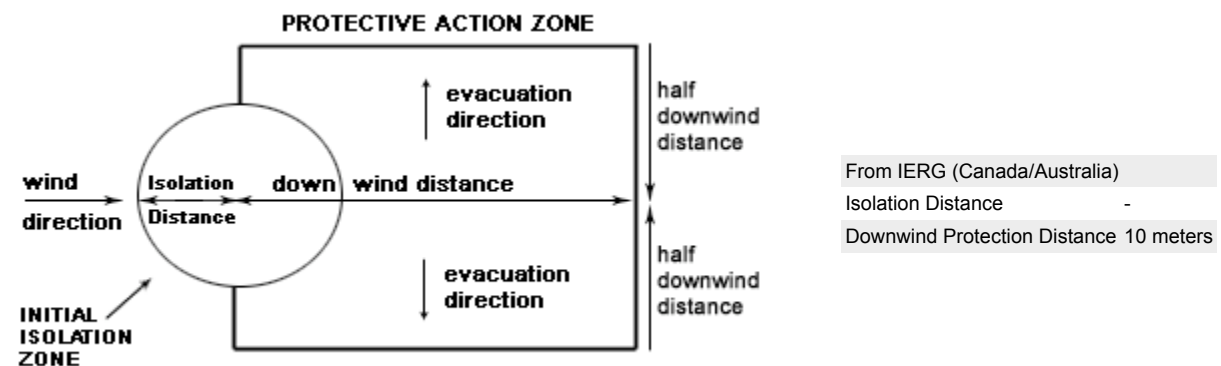 PROTECTIVE ACTION ZONE
evacuation
direction
half
downwind
distance
wind
direction
Isolation
Distance
down wind distance
evacuation
direction
half
downwind
distance
INITIAL
ISOLATION
ZONE
From IERG (Canada/Australia)
Isolation Distance -
Downwind Protection Distance 10 meters